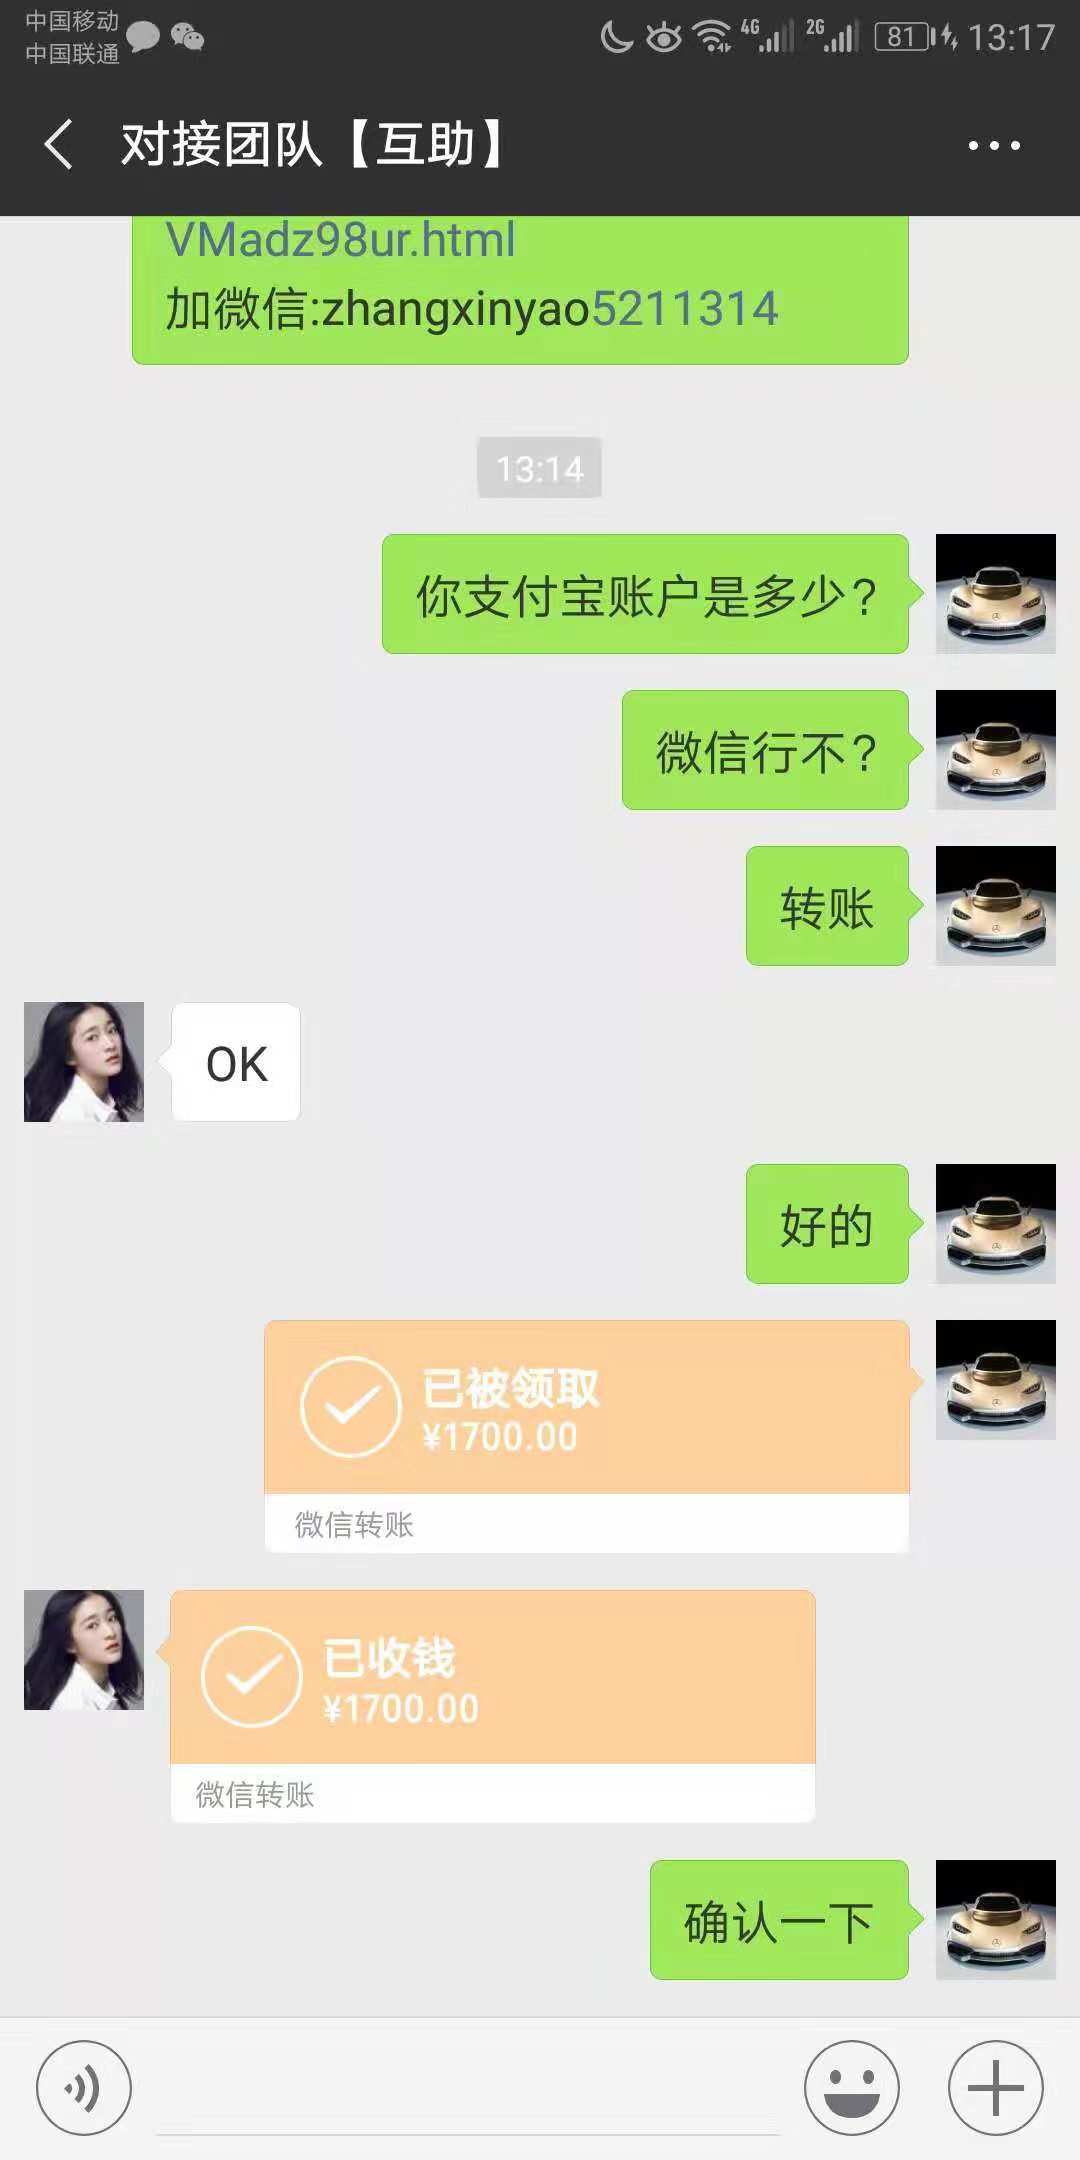 中国移动
中国联通
4G
2G
81
13:17
对接团队【互助】
VMadz98ur.html
加微信:zhangxinyao5211314
13:14
你支付宝账户是多少?
微信行不?
转账
OK
好的
已被领取
¥1700.00
微信转账
已收钱
¥1700.00
微信转账
确认一下